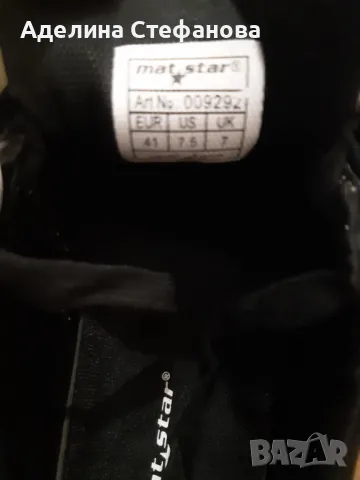 Аделина Стефанова
mat star®
Art.No.: 009292
EUR US UK
41 7.5 7
mat star®
BAZAR